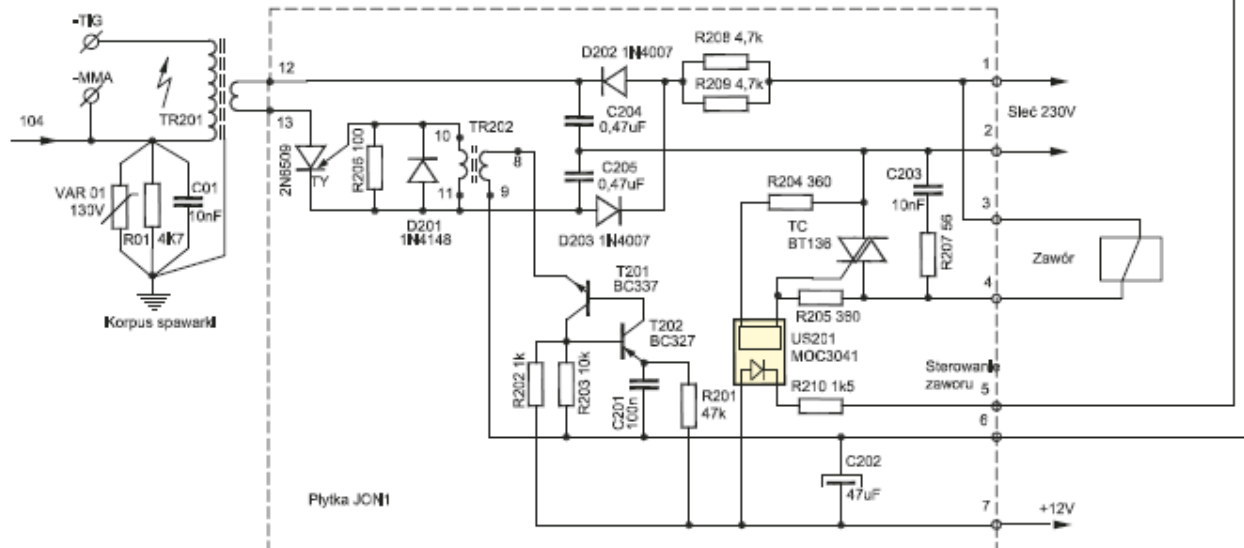 -TIG
-MMA
104
TR201
VAR 01
130V
R01
4K7
C01
10nF
Korpus spawarki
12
13
2N6509
TY
R206 100
D201
1N4148
10
11
TR202
8
9
D202 1N4007
C204
0,47uF
C205
0,47uF
D203 1N4007
R208 4,7k
R209 4,7k
R204 360
TC
BT136
C203
10nF
R207 56
R205 360
US201
MOC3041
R210 1k5
T201
BC337
T202
BC327
R202 1k
R203 10k
C201
100n
R201
47k
C202
47uF
Płytka JONI1
1
Sieć 230V
2
3
Zawór
4
Sterowanie
zaworu
5
6
7
+12V